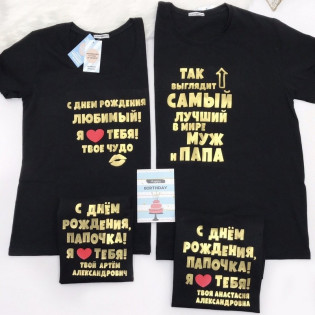 С ДНЕМ РОЖДЕНИЯ
ЛЮБИМЫЙ!
Я ТЕБЯ!
ТВОЕ ЧУДО
ТАК
ВЫГЛЯДИТ
САМЫЙ
ЛУЧШИЙ
В МИРЕ
МУЖ
И ПАПА
BIRTHDAY
С ДНЁМ
РОЖДЕНИЯ,
ПАПОЧКА!
Я ТЕБЯ!
ТВОЙ АРТЁМ
АЛЕКСАНДРОВИЧ
С ДНЁМ
РОЖДЕНИЯ,
ПАПОЧКА!
Я ТЕБЯ!
ТВОЯ АНАСТАСИЯ
АЛЕКСАНДРОВНА